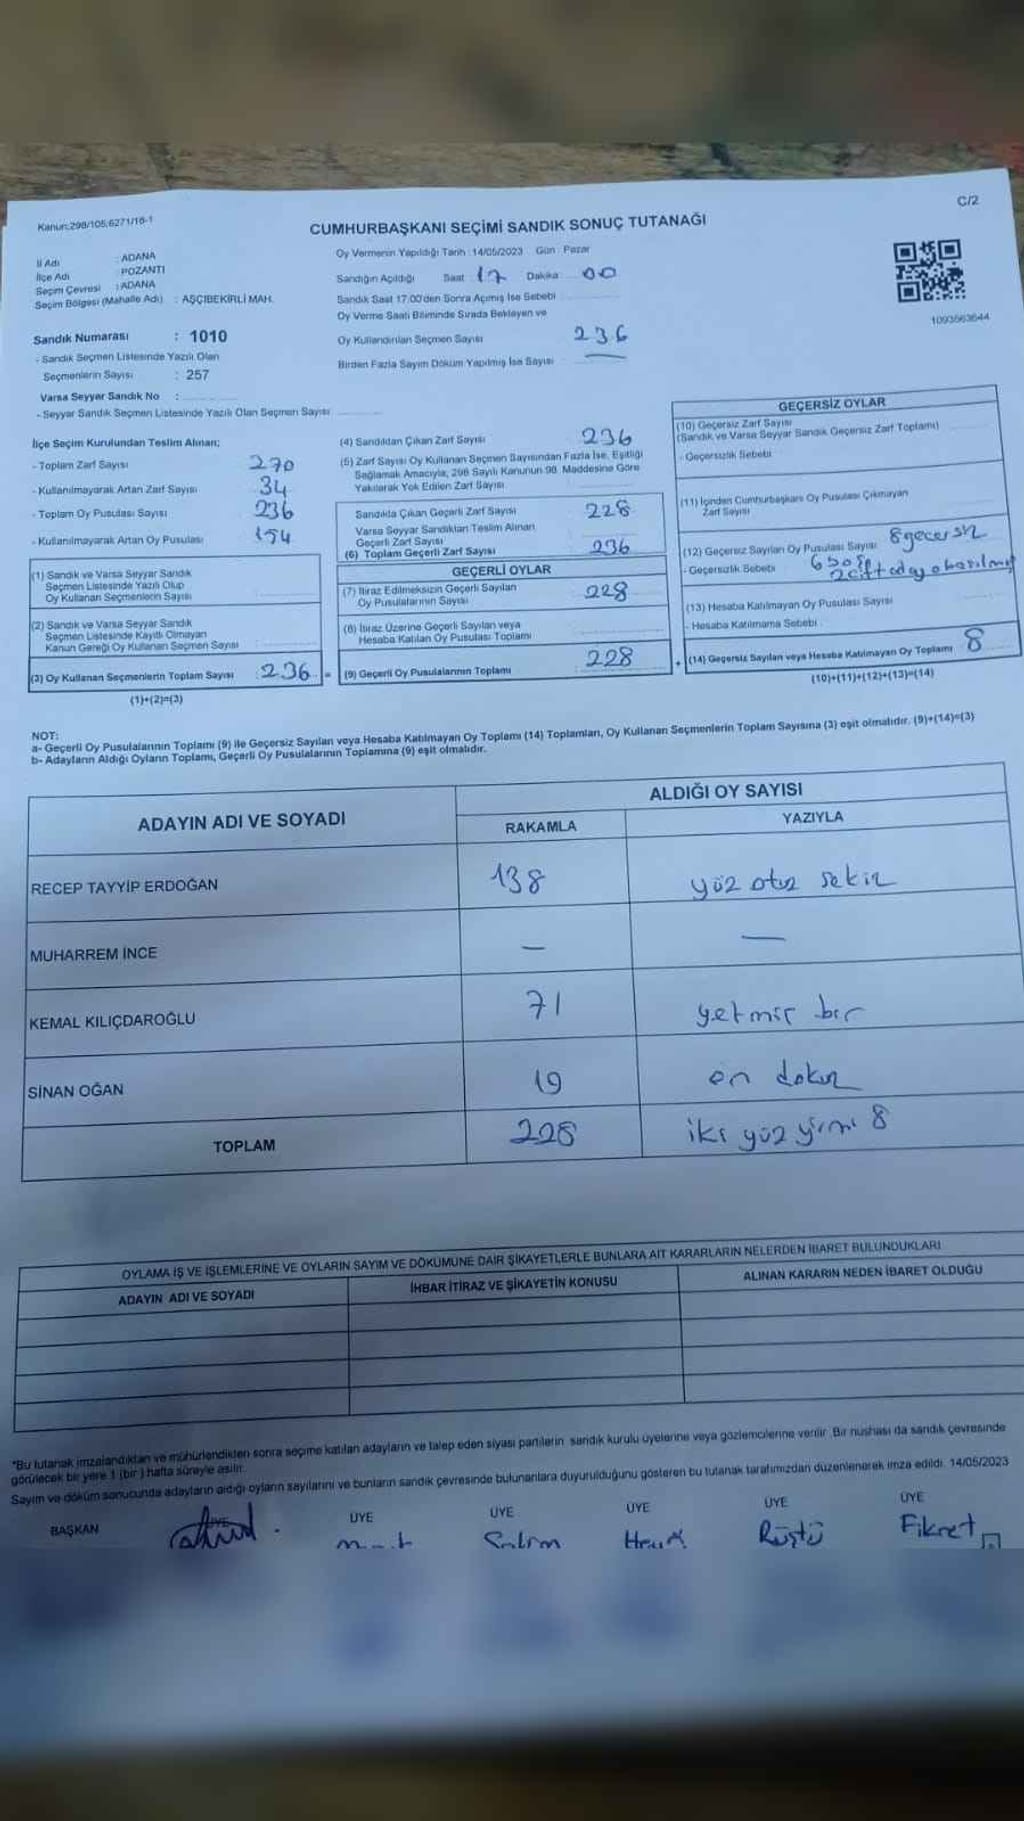 Kanun:298/105,6271/18-1
C/2
CUMHURBAŞKANI SEÇİMİ SANDIK SONUÇ TUTANAĞI
İl Adı : ADANA
İlçe Adı : POZANTI
Seçim Çevresi : ADANA
Seçim Bölgesi (Mahalle Adı) : AŞÇIBEKİRLİ MAH.
Oy Vermenin Yapıldığı Tarih : 14/05/2023 Gün : Pazar
Sandığın Açıldığı Saat 17 Dakika 00
Sandık Saat 17:00'den Sonra Açımış İse Sebebi
Oy Verme Saati Bitiminde Sırada Bekleyen ve
Oy Kullandırılan Seçmen Sayısı 236
Birden Fazla Sayım Döküm Yapılmış İse Sayısı —
1093563644
Sandık Numarası : 1010
- Sandık Seçmen Listesinde Yazılı Olan
Seçmenlerin Sayısı : 257
Varsa Seyyar Sandık No :
- Seyyar Sandık Seçmen Listesinde Yazılı Olan Seçmen Sayısı
İlçe Seçim Kurulundan Teslim Alınan;
- Toplam Zarf Sayısı 270
- Kullanılmayarak Artan Zarf Sayısı 34
- Toplam Oy Pusulası Sayısı 236
- Kullanılmayarak Artan Oy Pusulası
(1) Sandık ve Varsa Seyyar Sandık
Seçmen Listesinde Yazılı Olup
Oy Kullanan Seçmenlerin Sayısı
(2) Sandık ve Varsa Seyyar Sandık
Seçmen Listesinde Kayıtlı Olmayan
Kanun Gereği Oy Kullanan Seçmen Sayısı
(3) Oy Kullanan Seçmenlerin Toplam Sayısı : 236 =
(1)+(2)=(3)
(4) Sandıktan Çıkan Zarf Sayısı 236
(5) Zarf Sayısı Oy Kullanan Seçmen Sayısından Fazla İse, Eşitliği
Sağlamak Amacıyla, 298 Sayılı Kanunun 98. Maddesine Göre
Yakılarak Yok Edilen Zarf Sayısı
Sandıkta Çıkan Geçerli Zarf Sayısı 228
Varsa Seyyar Sandıktan Teslim Alınan
Geçerli Zarf Sayısı
(6) Toplam Geçerli Zarf Sayısı 236
GEÇERLİ OYLAR
(7) İtiraz Edilmeksizin Geçerli Sayılan
Oy Pusulalarının Sayısı 228
(8) İtiraz Üzerine Geçerli Sayılan veya
Hesaba Katılan Oy Pusulası Toplamı
(9) Geçerli Oy Pusulalarının Toplamı 228 +
GEÇERSİZ OYLAR
(10) Geçersiz Zarf Sayısı
(Sandık ve Varsa Seyyar Sandık Geçersiz Zarf Toplamı)
- Geçersizlik Sebebi
(11) İçinden Cumhurbaşkanı Oy Pusulası Çıkmayan
Zarf Sayısı
(12) Geçersiz Sayılan Oy Pusulası Sayısı 8 geçersiz
- Geçersizlik Sebebi
(13) Hesaba Katılmayan Oy Pusulası Sayısı
- Hesaba Katılmama Sebebi
(14) Geçersiz Sayılan veya Hesaba Katılmayan Oy Toplamı 8
(10)+(11)+(12)+(13)=(14)
NOT:
a- Geçerli Oy Pusulalarının Toplamı (9) ile Geçersiz Sayılan veya Hesaba Katılmayan Oy Toplamı (14) Toplamları, Oy Kullanan Seçmenlerin Toplam Sayısına (3) eşit olmalıdır. (9)+(14)=(3)
b- Adayların Aldığı Oyların Toplamı, Geçerli Oy Pusulalarının Toplamına (9) eşit olmalıdır.
ADAYIN ADI VE SOYADI
ALDIĞI OY SAYISI
RAKAMLA
YAZIYLA
RECEP TAYYİP ERDOĞAN 138 yüz otuz sekiz
MUHARREM İNCE — —
KEMAL KILIÇDAROĞLU 71 yetmiş bir
SİNAN OĞAN 19 on dokuz
TOPLAM 228 iki yüz yirmi 8
OYLAMA İŞ VE İŞLEMLERİNE VE OYLARIN SAYIM VE DÖKÜMÜNE DAİR ŞİKAYETLERLE BUNLARA AİT KARARLARIN NELERDEN İBARET BULUNDUKLARI
ADAYIN ADI VE SOYADI
İHBAR İTİRAZ VE ŞİKAYETİN KONUSU
ALINAN KARARIN NEDEN İBARET OLDUĞU
*Bu tutanak imzalandıktan ve mühürlendikten sonra seçime katılan adayların ve talep eden siyasi partilerin sandık kurulu üyelerine veya gözlemcilerine verilir. Bir nüshası da sandık çevresinde
görülecek bir yere 1 (bir) hafta süreyle asılır.
Sayım ve döküm sonucunda adayların aldığı oyların sayılarını ve bunların sandık çevresinde bulunanlara duyurulduğunu gösteren bu tutanak tarafımızdan düzenlenerek imza edildi. 14/05/2023
BAŞKAN ÜYE ÜYE ÜYE ÜYE ÜYE ÜYE
Rüştü Fikret